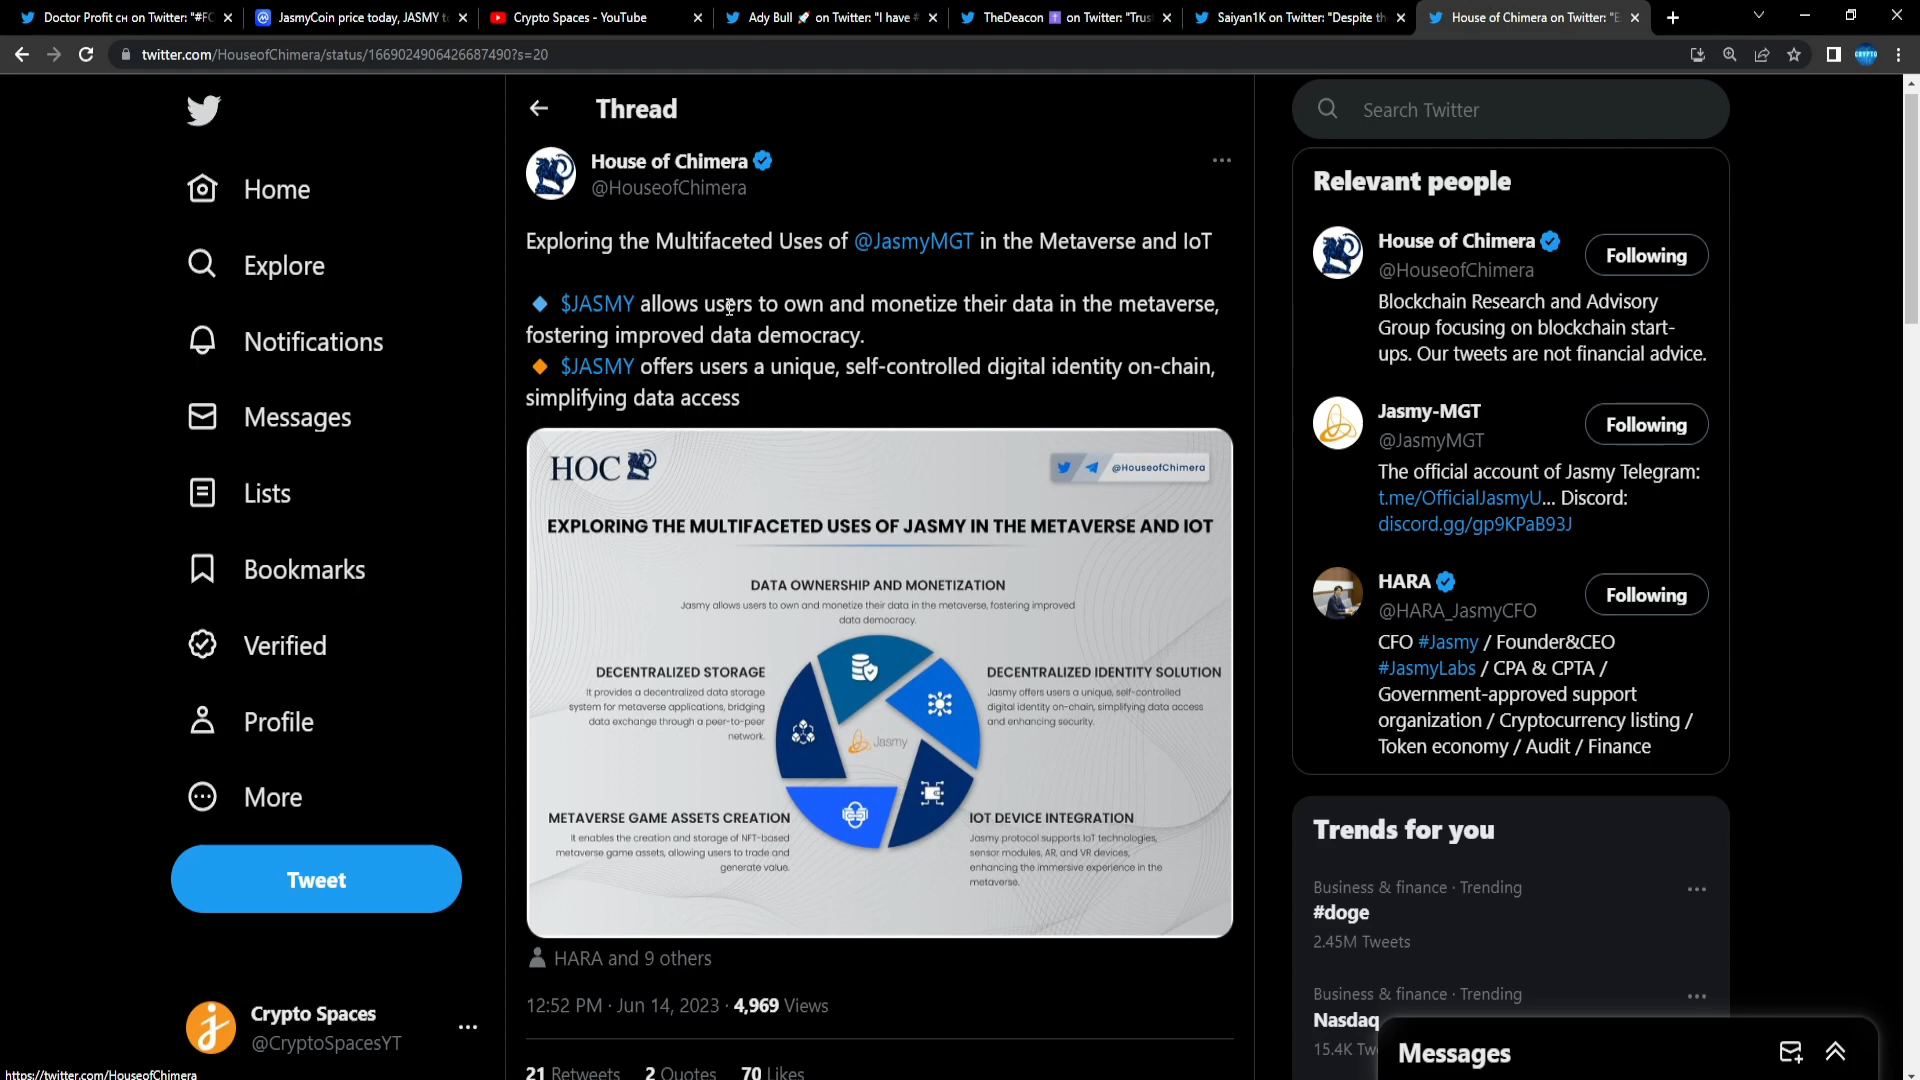 Doctor Profit CH on Twitter: "#FC
JasmyCoin price today, JASMY t
Crypto Spaces - YouTube
Ady Bull 🚀 on Twitter: "I have #
TheDeacon ✝️ on Twitter: "Trus
Saiyan1K on Twitter: "Despite th
House of Chimera on Twitter: "E
twitter.com/HouseofChimera/status/1669024906426687490?s=20
Home
Explore
Notifications
Messages
Lists
Bookmarks
Verified
Profile
More
Tweet
Crypto Spaces
@CryptoSpacesYT
https://twitter.com/HouseofChimera
Thread
House of Chimera
@HouseofChimera
Exploring the Multifaceted Uses of @JasmyMGT in the Metaverse and IoT
🔹 $JASMY allows users to own and monetize their data in the metaverse,
fostering improved data democracy.
🔸 $JASMY offers users a unique, self-controlled digital identity on-chain,
simplifying data access
HOC
@HouseofChimera
EXPLORING THE MULTIFACETED USES OF JASMY IN THE METAVERSE AND IOT
DATA OWNERSHIP AND MONETIZATION
Jasmy allows users to own and monetize their data in the metaverse, fostering improved
data democracy.
DECENTRALIZED STORAGE
It provides a decentralized data storage
system for metaverse applications, bridging
data exchange through a peer-to-peer
network.
DECENTRALIZED IDENTITY SOLUTION
Jasmy offers users a unique, self-controlled
digital identity on-chain, simplifying data access
and enhancing security.
Jasmy
METAVERSE GAME ASSETS CREATION
It enables the creation and storage of NFT-based
metaverse game assets, allowing users to trade and
generate value.
IOT DEVICE INTEGRATION
Jasmy protocol supports IoT technologies,
sensor modules, AR, and VR devices,
enhancing the immersive experience in the
metaverse.
HARA and 9 others
12:52 PM · Jun 14, 2023 · 4,969 Views
21 Retweets 2 Quotes 70 Likes
Search Twitter
Relevant people
House of Chimera
@HouseofChimera
Following
Blockchain Research and Advisory
Group focusing on blockchain start-
ups. Our tweets are not financial advice.
Jasmy-MGT
@JasmyMGT
Following
The official account of Jasmy Telegram:
t.me/OfficialJasmyU... Discord:
discord.gg/gp9KPaB93J
HARA
@HARA_JasmyCFO
Following
CFO #Jasmy / Founder&CEO
#JasmyLabs / CPA & CPTA /
Government-approved support
organization / Cryptocurrency listing /
Token economy / Audit / Finance
Trends for you
Business & finance · Trending
#doge
2.45M Tweets
Business & finance · Trending
Nasdaq
15.4K Tw
Messages